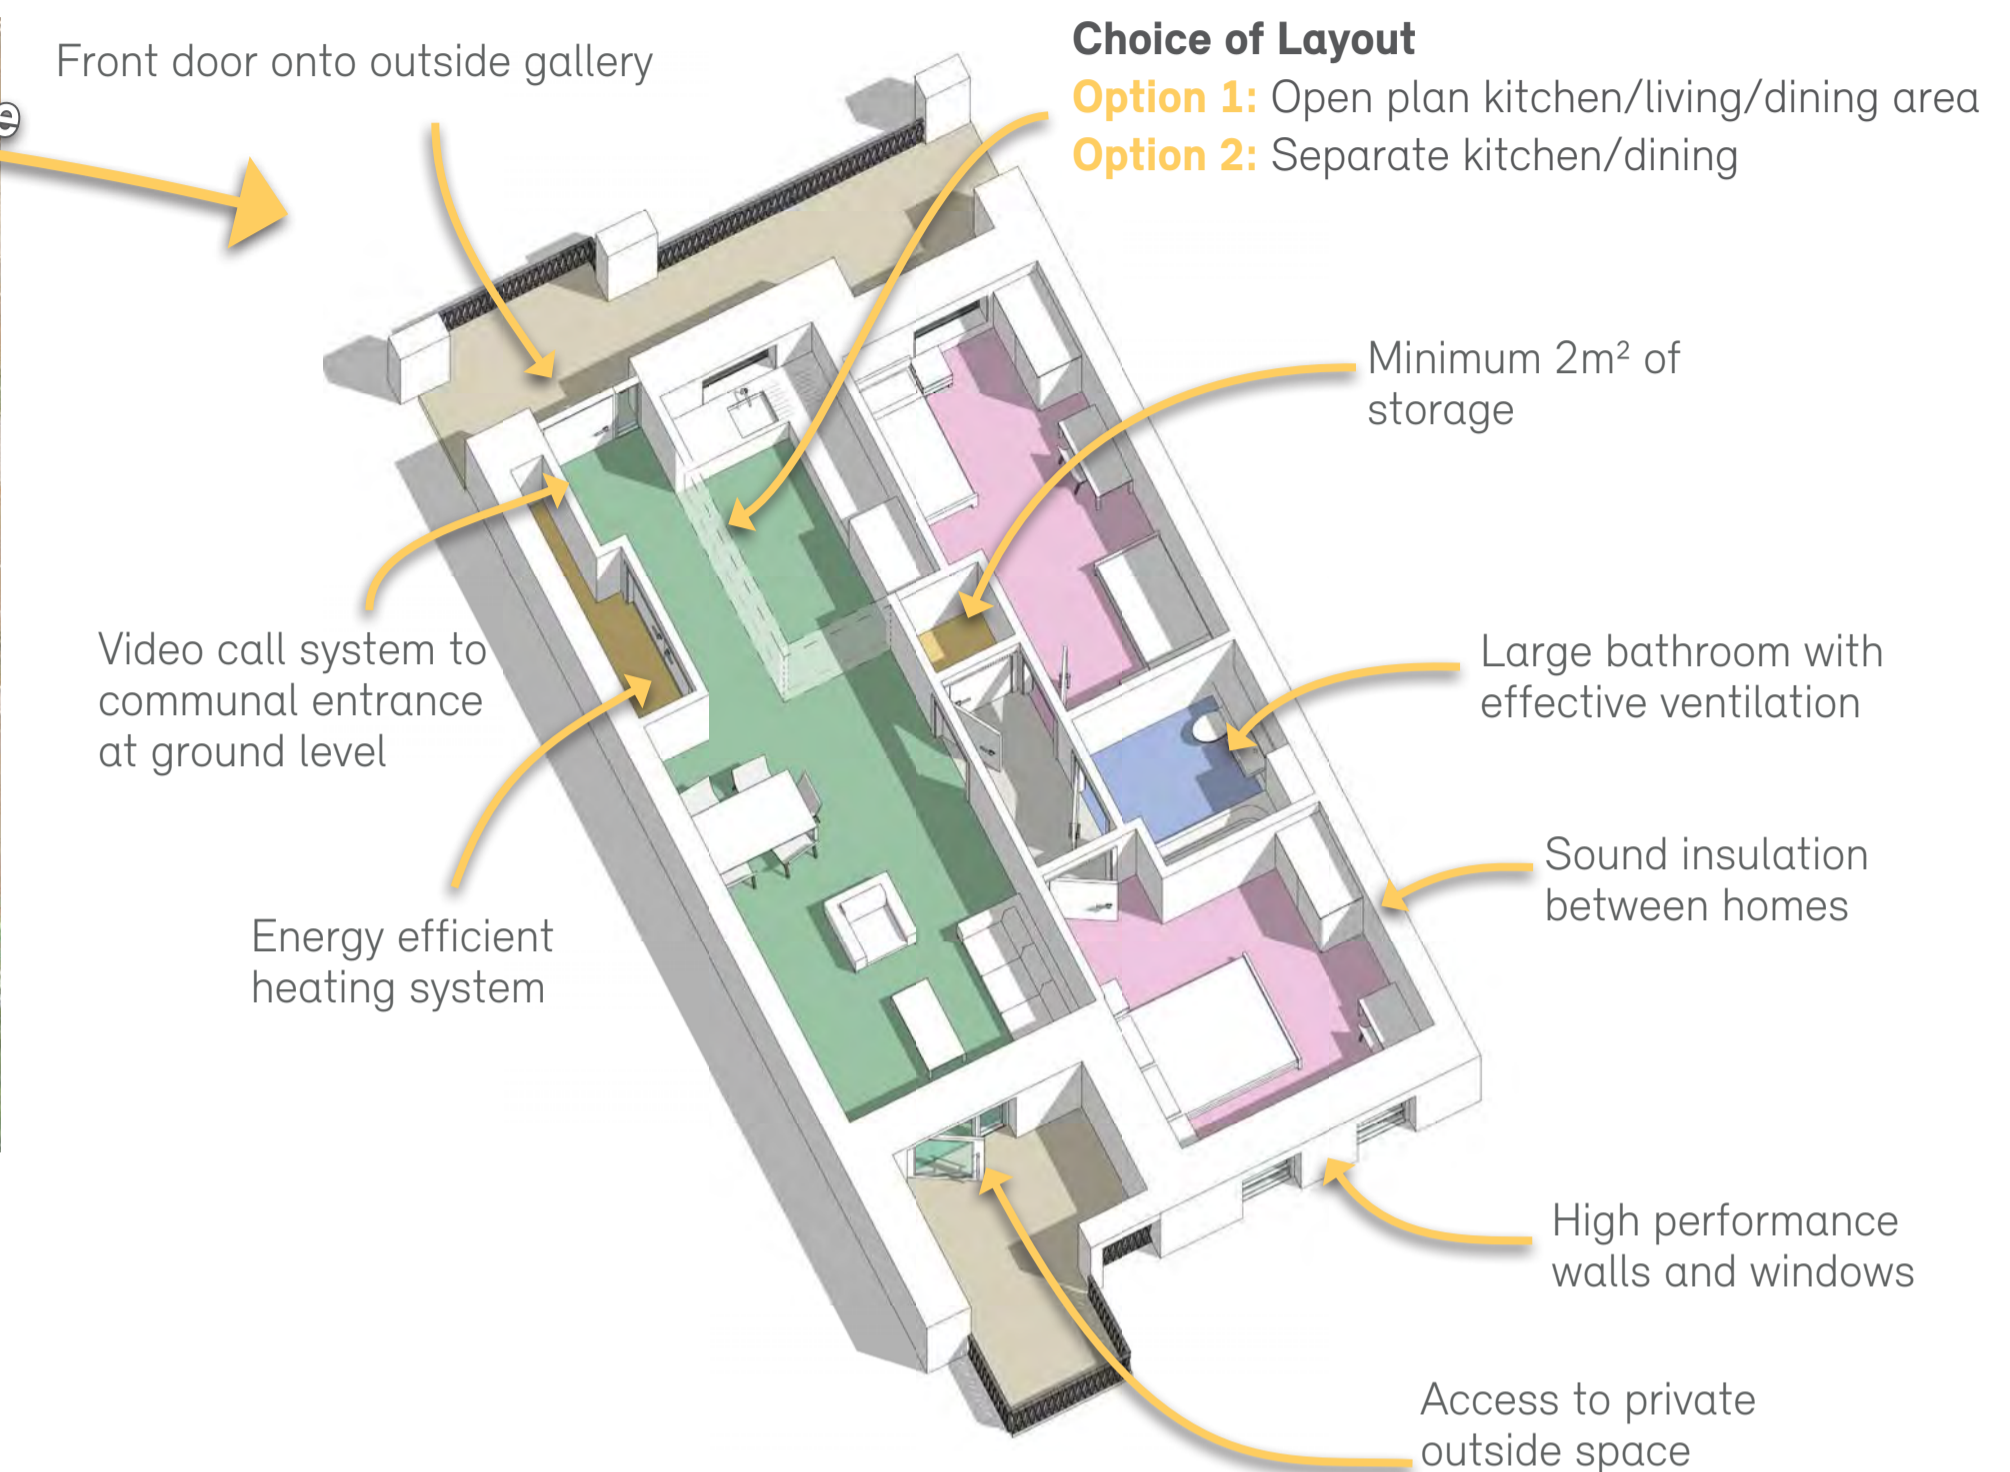 Front door onto outside gallery
e
Choice of Layout
Option 1: Open plan kitchen/living/dining area
Option 2: Separate kitchen/dining
Minimum 2m² of
storage
Video call system to
communal entrance
at ground level
Large bathroom with
effective ventilation
Sound insulation
between homes
Energy efficient
heating system
High performance
walls and windows
Access to private
outside space